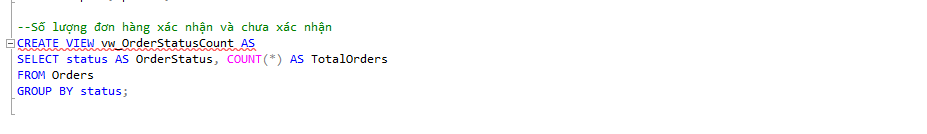 --Số lượng đơn hàng xác nhận và chưa xác nhận
CREATE VIEW vw_OrderStatusCount AS
SELECT status AS OrderStatus, COUNT(*) AS TotalOrders
FROM Orders
GROUP BY status;